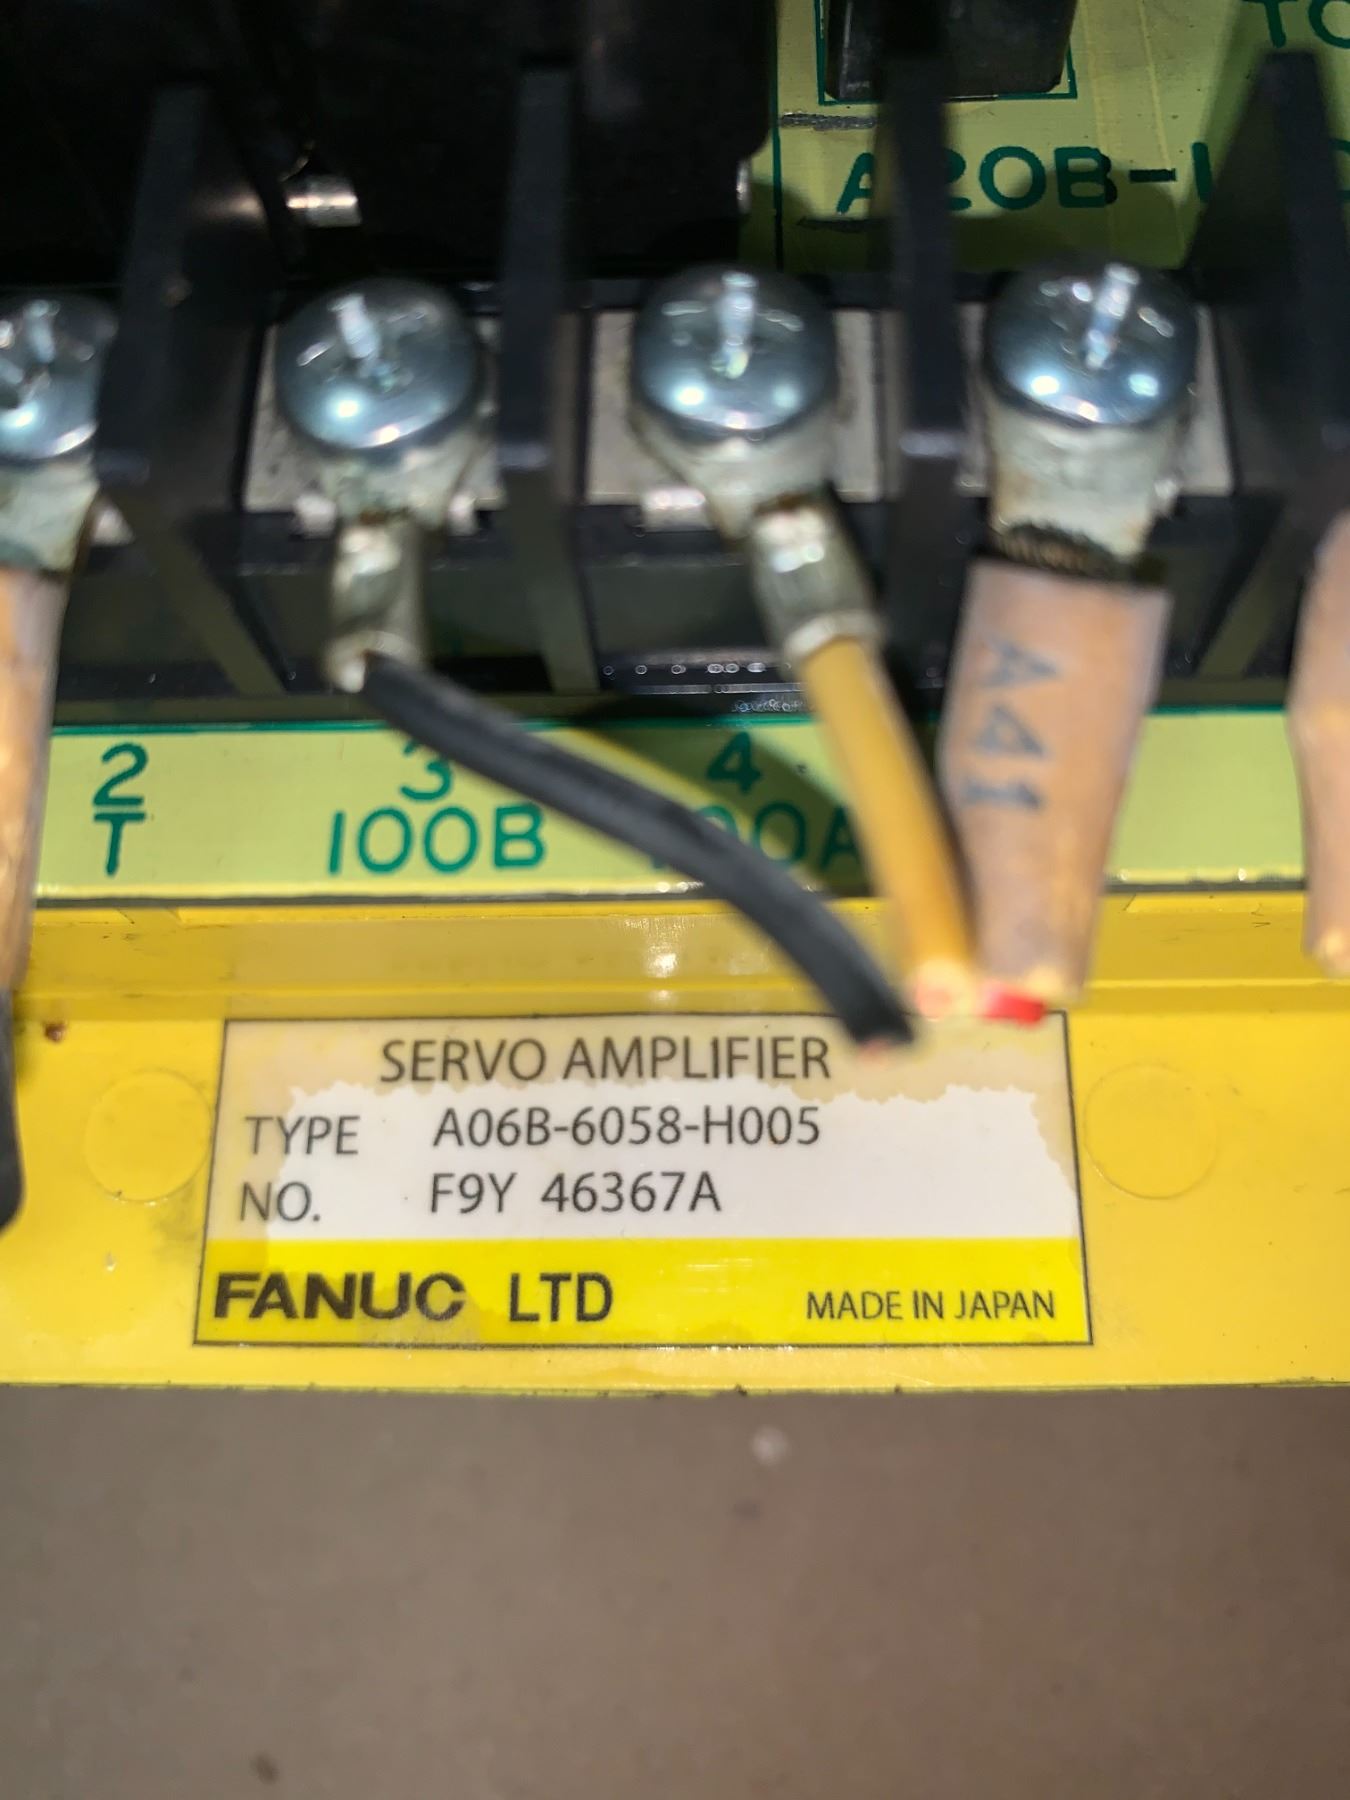 A20B-1
2
T
3
100B
4
A41
SERVO AMPLIFIER
TYPE A06B-6058-H005
NO. F9Y 46367A
FANUC LTD MADE IN JAPAN